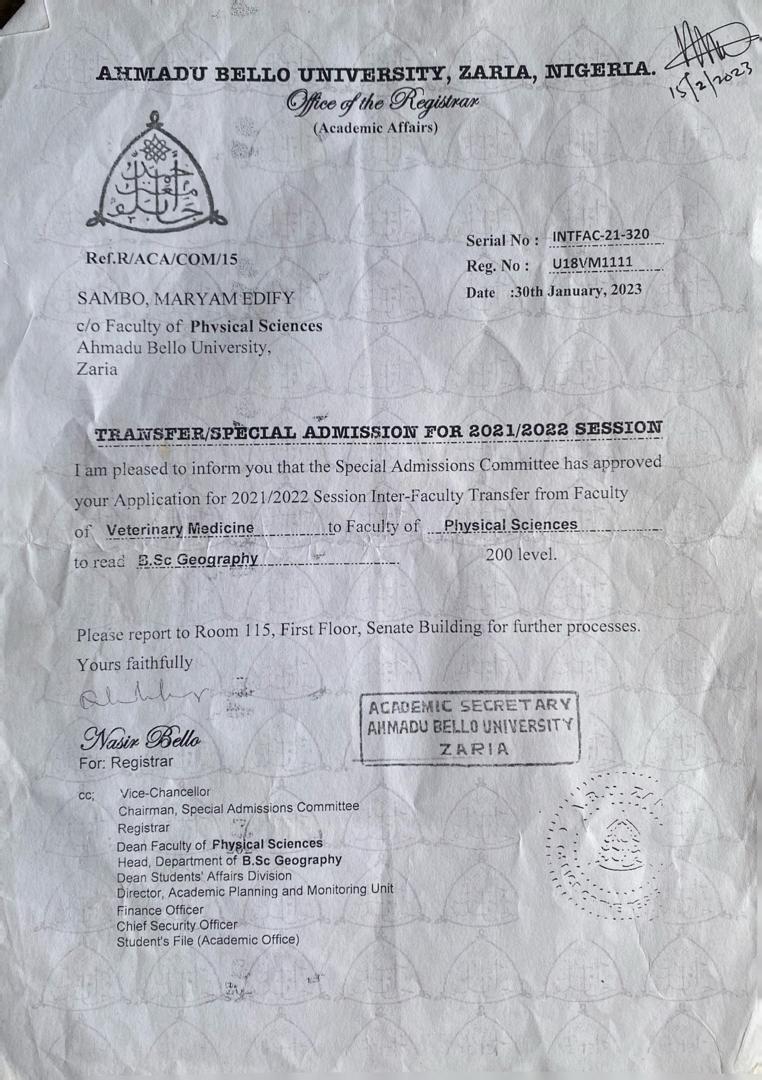 AHMADU BELLO UNIVERSITY, ZARIA, NIGERIA.
15/2/2023
Office of the Registrar
(Academic Affairs)
Ref.R/ACA/COM/15
Serial No : INTFAC-21-320
Reg. No : U18VM1111
Date :30th January, 2023
SAMBO, MARYAM EDIFY
c/o Faculty of Physical Sciences
Ahmadu Bello University,
Zaria
TRANSFER/SPECIAL ADMISSION FOR 2021/2022 SESSION
I am pleased to inform you that the Special Admissions Committee has approved
your Application for 2021/2022 Session Inter-Faculty Transfer from Faculty
of Veterinary Medicine to Faculty of Physical Sciences
to read B.Sc Geography 200 level.
Please report to Room 115, First Floor, Senate Building for further processes.
Yours faithfully
Nasir Bello
For: Registrar
ACADEMIC SECRETARY
AHMADU BELLO UNIVERSITY
ZARIA
cc; Vice-Chancellor
Chairman, Special Admissions Committee
Registrar
Dean Faculty of Physical Sciences
Head, Department of B.Sc Geography
Dean Students' Affairs Division
Director, Academic Planning and Monitoring Unit
Finance Officer
Chief Security Officer
Student's File (Academic Office)